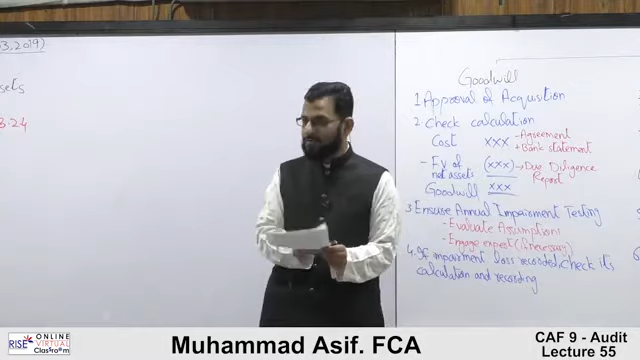 03,2019)
sets
3-24
Goodwill
1 Approval of Acquisition
2 Check calculation
Cost xxx - Agreement
+ Bank statement
- Fv of net assets (xxx) → Due Diligence Report
Goodwill xxx
3 Ensure Annual Impairment Testing
- Evaluate Assumptions
- Engage expert (if necessary)
4. If impairment loss recorded, check its
calculation and recording
RISE ONLINE
VIRTUAL
Classroom
Muhammad Asif. FCA
CAF 9 - Audit
Lecture 55